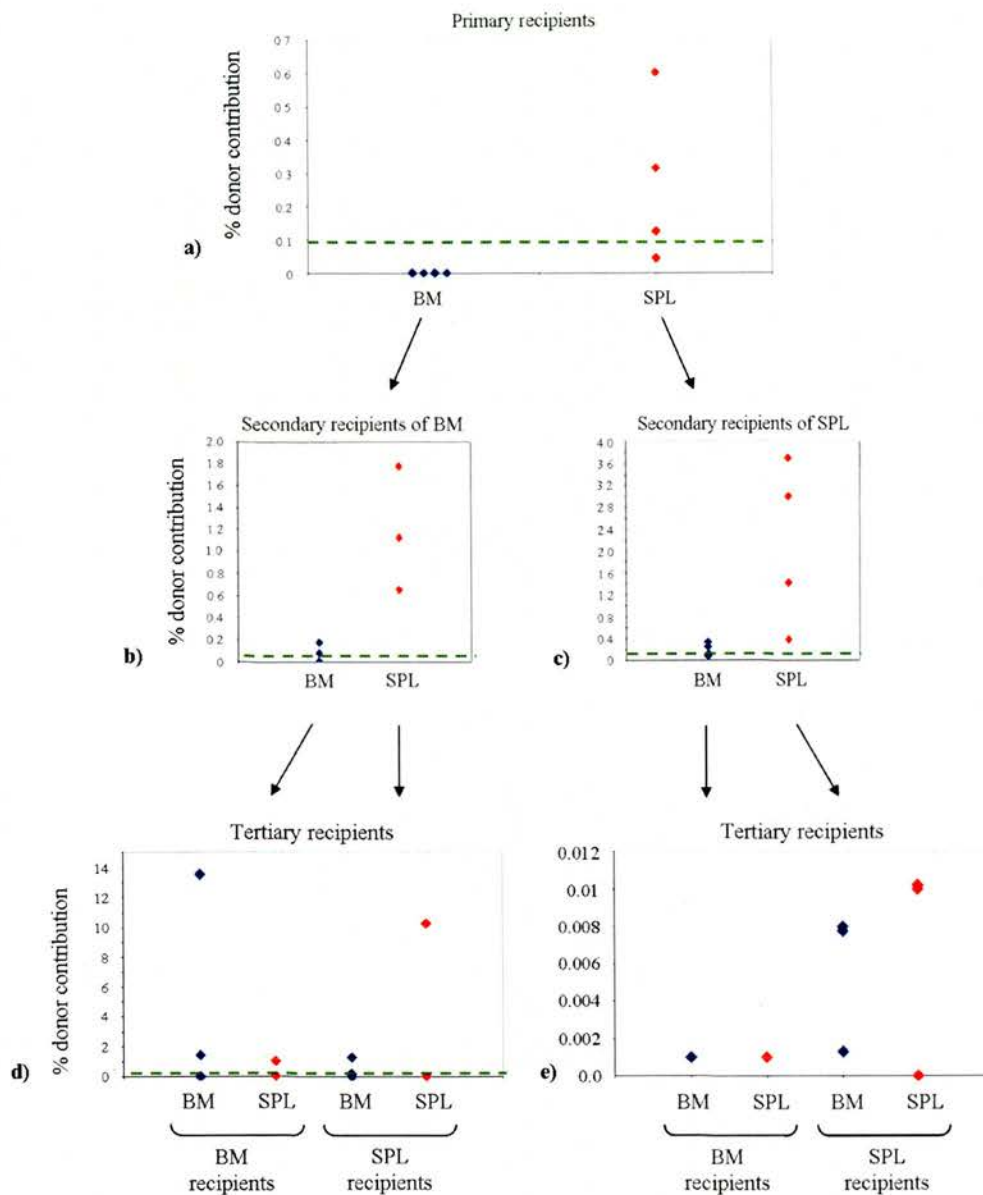 Primary recipients
% donor contribution
0.7
0.6
0.5
0.4
0.3
0.2
0.1
0
a)
BM SPL
Secondary recipients of BM
% donor contribution
2.0
1.8
1.6
1.4
1.2
1.0
0.8
0.6
0.4
0.2
0
b)
BM SPL
Secondary recipients of SPL
4.0
3.6
3.2
2.8
2.4
2.0
1.6
1.2
0.8
0.4
0
c)
BM SPL
Tertiary recipients
% donor contribution
14
12
10
8
6
4
2
0
d)
BM SPL BM SPL
BM SPL
recipients recipients
Tertiary recipients
0.012
0.01
0.008
0.006
0.004
0.002
0.0
e)
BM SPL BM SPL
BM SPL
recipients recipients